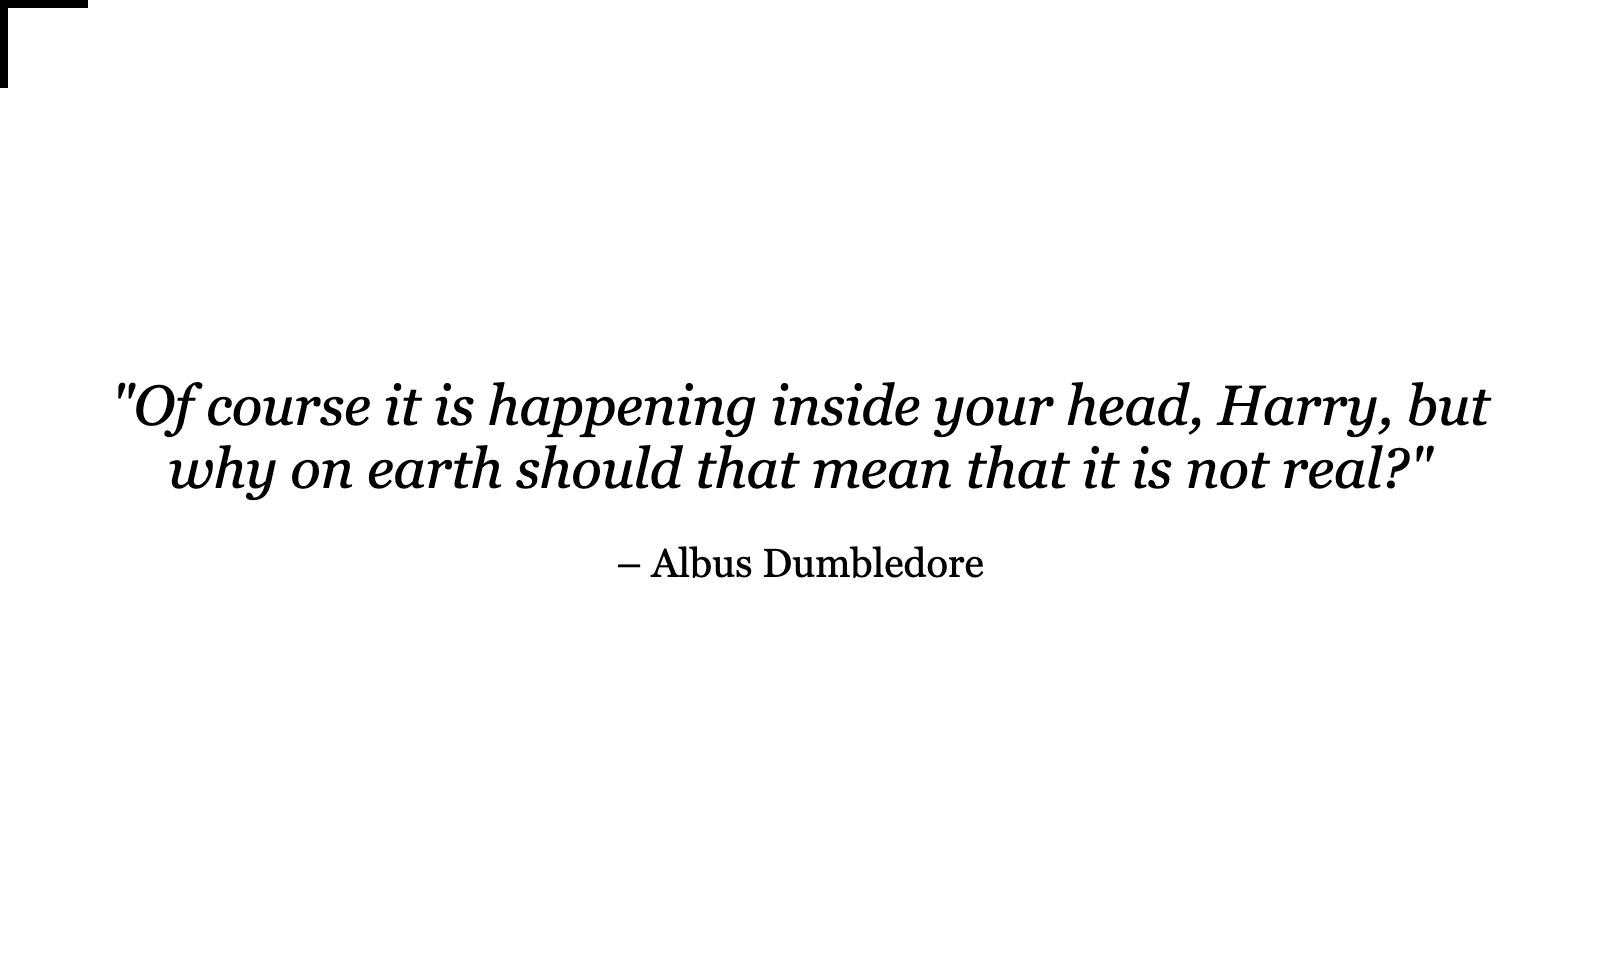 "Of course it is happening inside your head, Harry, but
why on earth should that mean that it is not real?"
– Albus Dumbledore